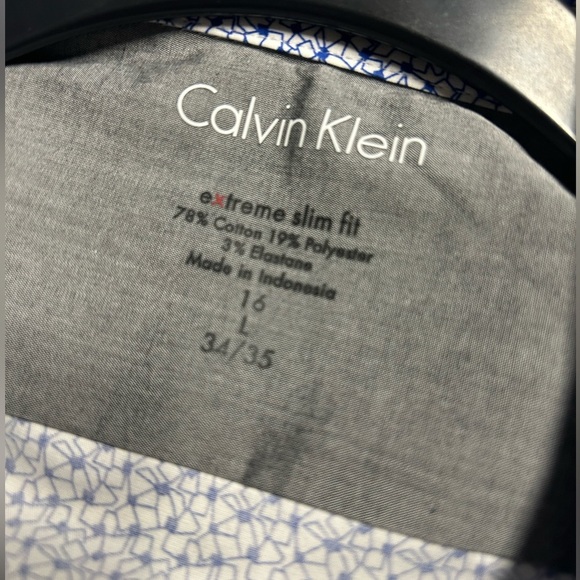 Calvin Klein
extreme slim fit
78% Cotton 19% Polyester
3% Elastane
Made in Indonesia
16
L
34/35